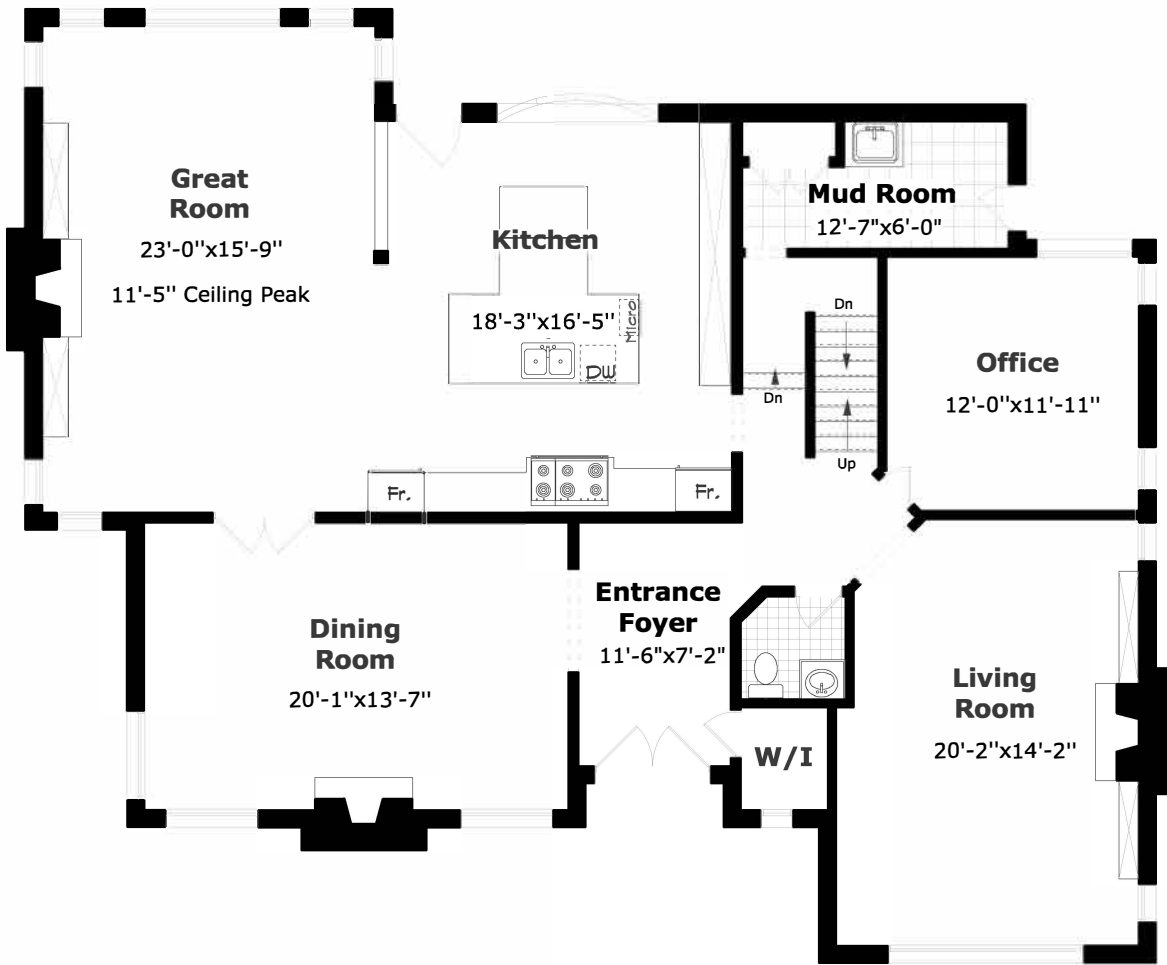 Great
Room
23'-0"x15'-9"
11'-5" Ceiling Peak
Kitchen
18'-3"x16'-5"
Micro
DW
Fr.
Fr.
Mud Room
12'-7"x6'-0"
Dn
Dn
Up
Office
12'-0"x11'-11"
Dining
Room
20'-1"x13'-7"
Entrance
Foyer
11'-6"x7'-2"
W/I
Living
Room
20'-2"x14'-2"